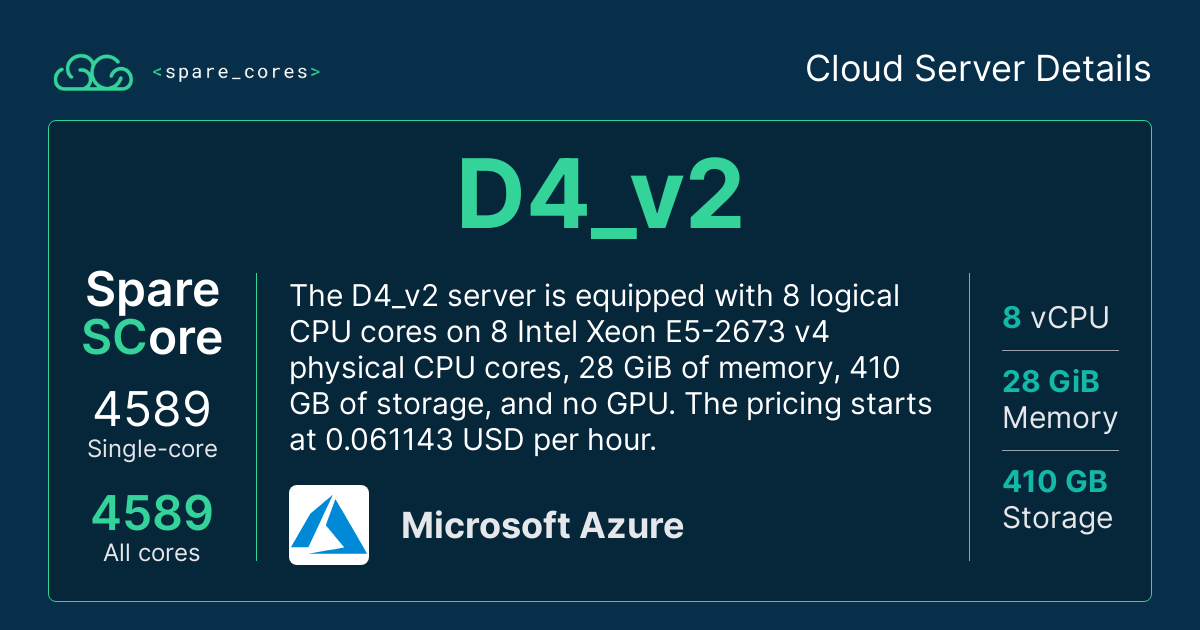 <spare_cores>
Cloud Server Details
D4_v2
Spare
SCore
4589
Single-core
4589
All cores
The D4_v2 server is equipped with 8 logical
CPU cores on 8 Intel Xeon E5-2673 v4
physical CPU cores, 28 GiB of memory, 410
GB of storage, and no GPU. The pricing starts
at 0.061143 USD per hour.
Microsoft Azure
8 vCPU
28 GiB
Memory
410 GB
Storage